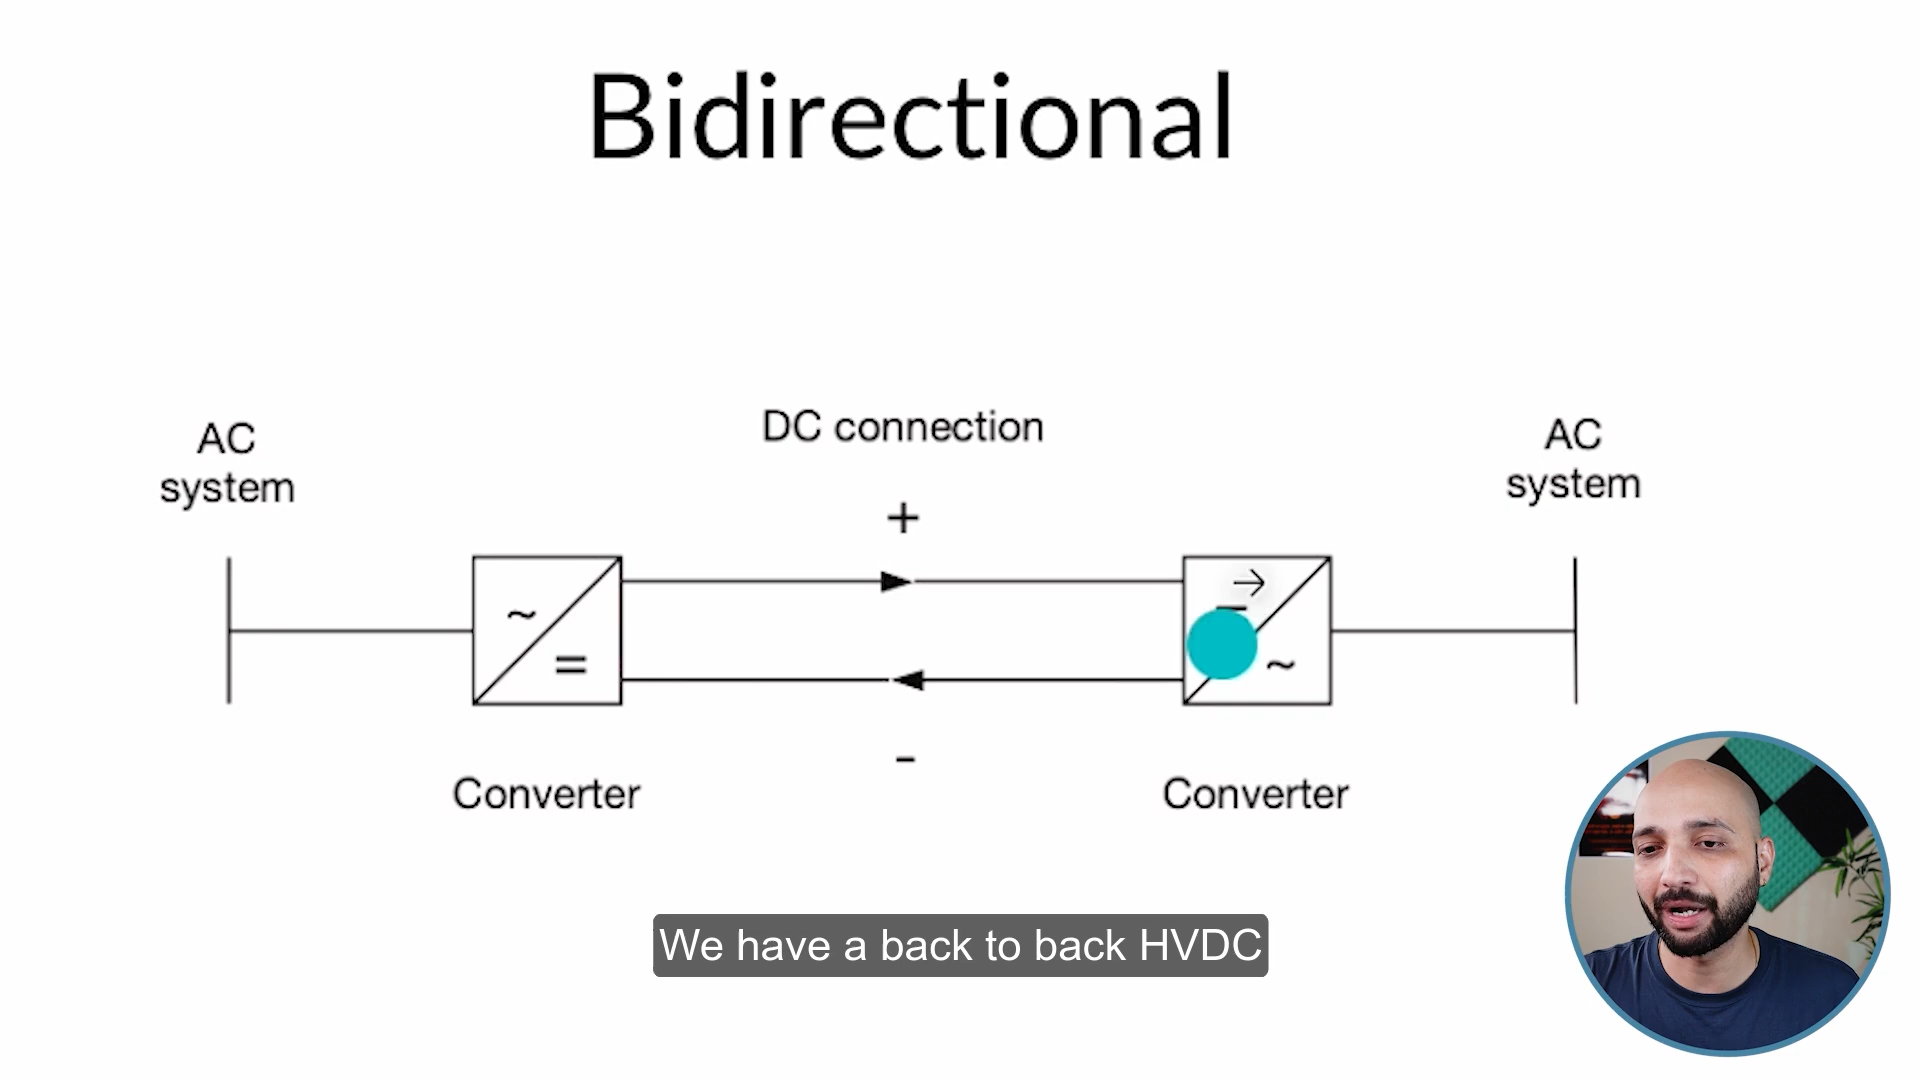 Bidirectional
DC connection
AC
system
AC
system
+
~
=
→
~
-
Converter
Converter
We have a back to back HVDC